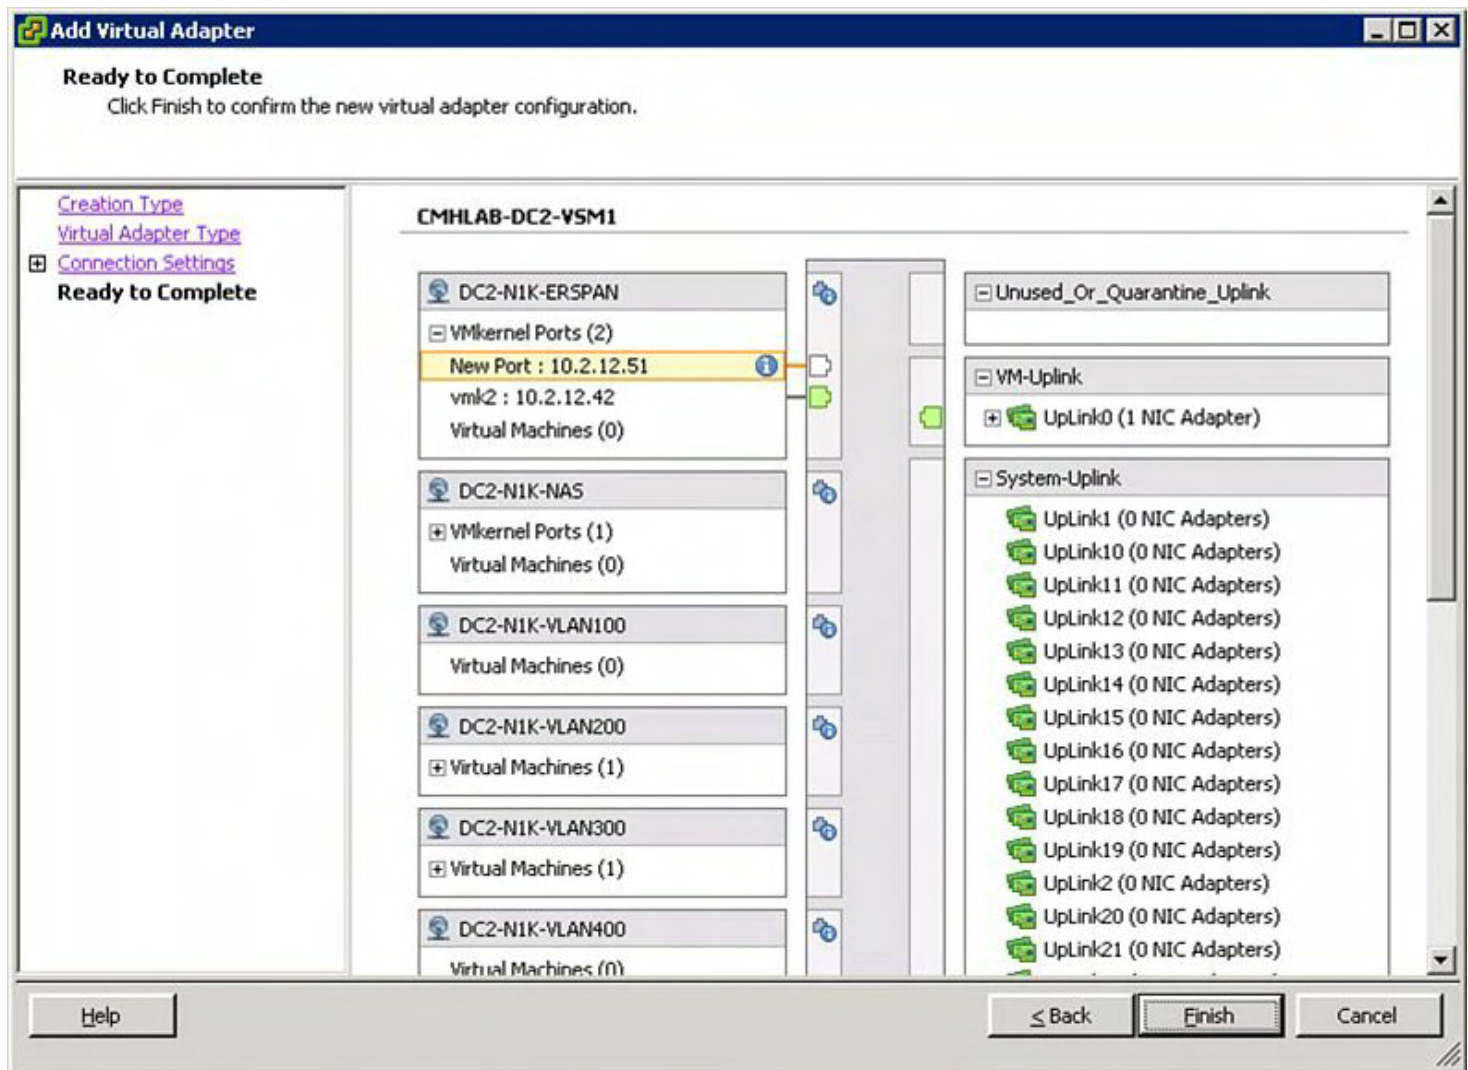 Add Virtual Adapter
Ready to Complete
Click Finish to confirm the new virtual adapter configuration.
Creation Type
Virtual Adapter Type
Connection Settings
Ready to Complete
CMHLAB-DC2-VSM1
DC2-N1K-ERSPAN
VMkernel Ports (2)
New Port : 10.2.12.51
vmk2 : 10.2.12.42
Virtual Machines (0)
DC2-N1K-NAS
VMkernel Ports (1)
Virtual Machines (0)
DC2-N1K-VLAN100
Virtual Machines (0)
DC2-N1K-VLAN200
Virtual Machines (1)
DC2-N1K-VLAN300
Virtual Machines (1)
DC2-N1K-VLAN400
Virtual Machines (0)
Unused_Or_Quarantine_Uplink
VM-Uplink
UpLink0 (1 NIC Adapter)
System-Uplink
UpLink1 (0 NIC Adapters)
UpLink10 (0 NIC Adapters)
UpLink11 (0 NIC Adapters)
UpLink12 (0 NIC Adapters)
UpLink13 (0 NIC Adapters)
UpLink14 (0 NIC Adapters)
UpLink15 (0 NIC Adapters)
UpLink16 (0 NIC Adapters)
UpLink17 (0 NIC Adapters)
UpLink18 (0 NIC Adapters)
UpLink19 (0 NIC Adapters)
UpLink2 (0 NIC Adapters)
UpLink20 (0 NIC Adapters)
UpLink21 (0 NIC Adapters)
Help
≤ Back
Finish
Cancel